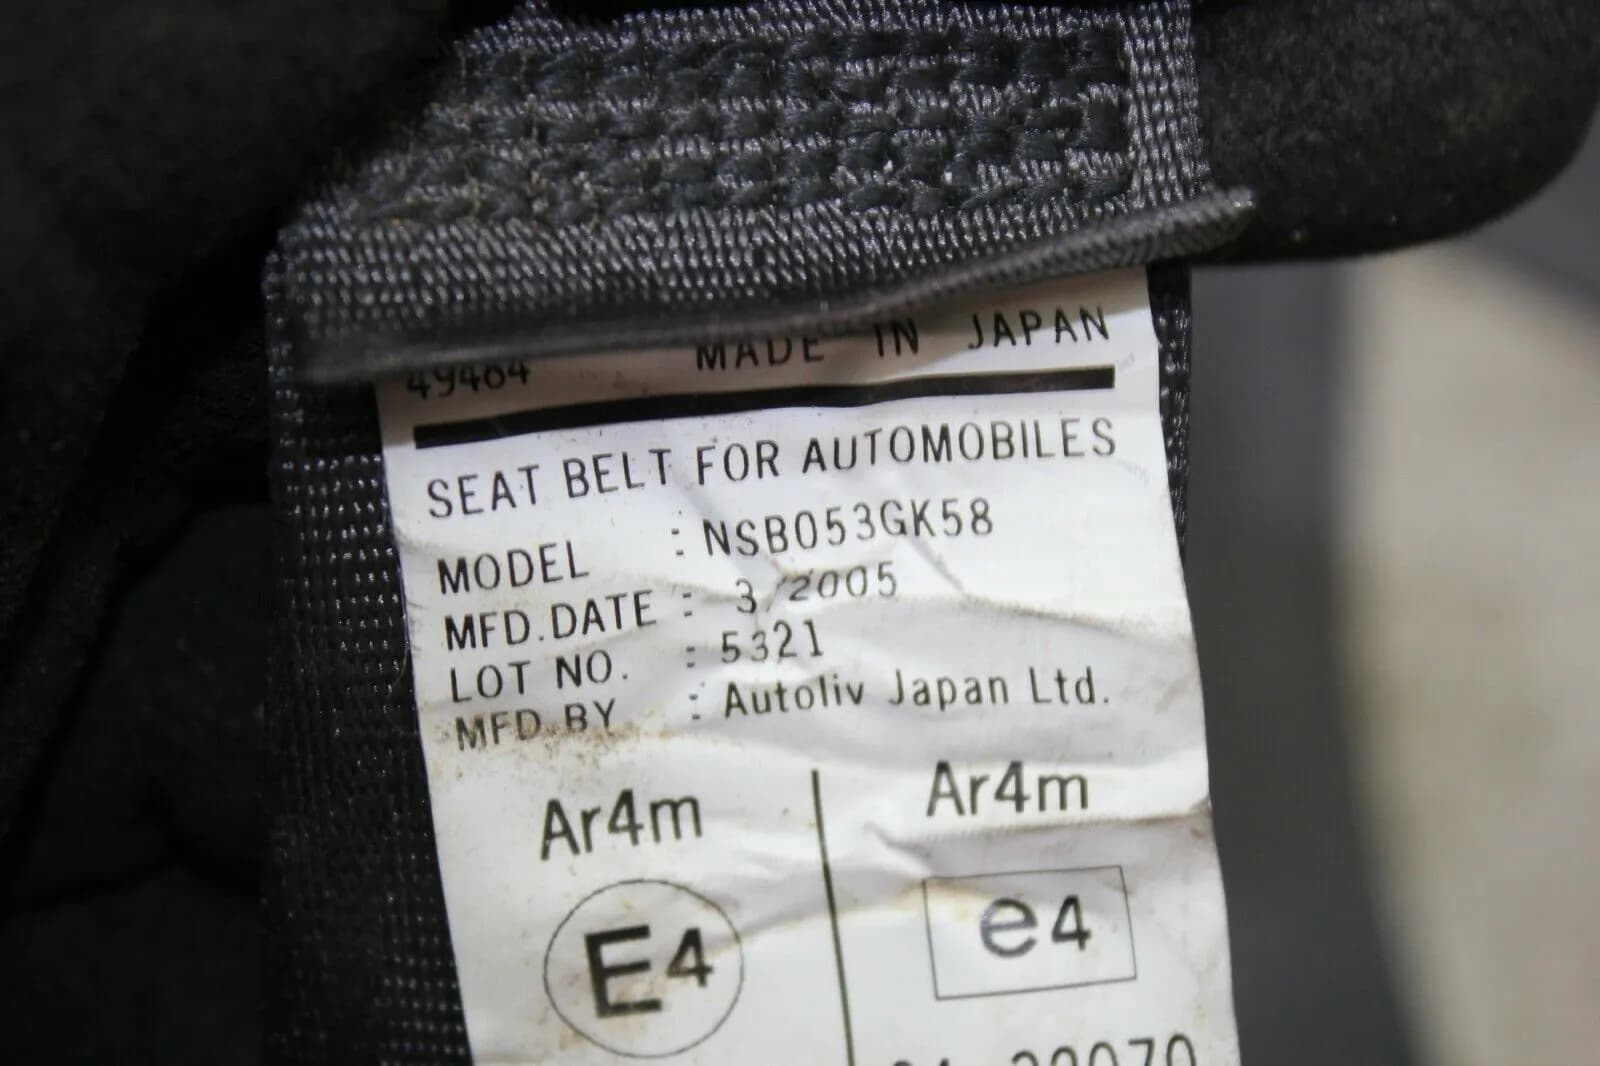 49464 MADE IN JAPAN
SEAT BELT FOR AUTOMOBILES
MODEL : NSB053GK58
MFD.DATE : 3/2005
LOT NO. : 5321
MFD.BY : Autoliv Japan Ltd.
Ar4m Ar4m
E4 e4